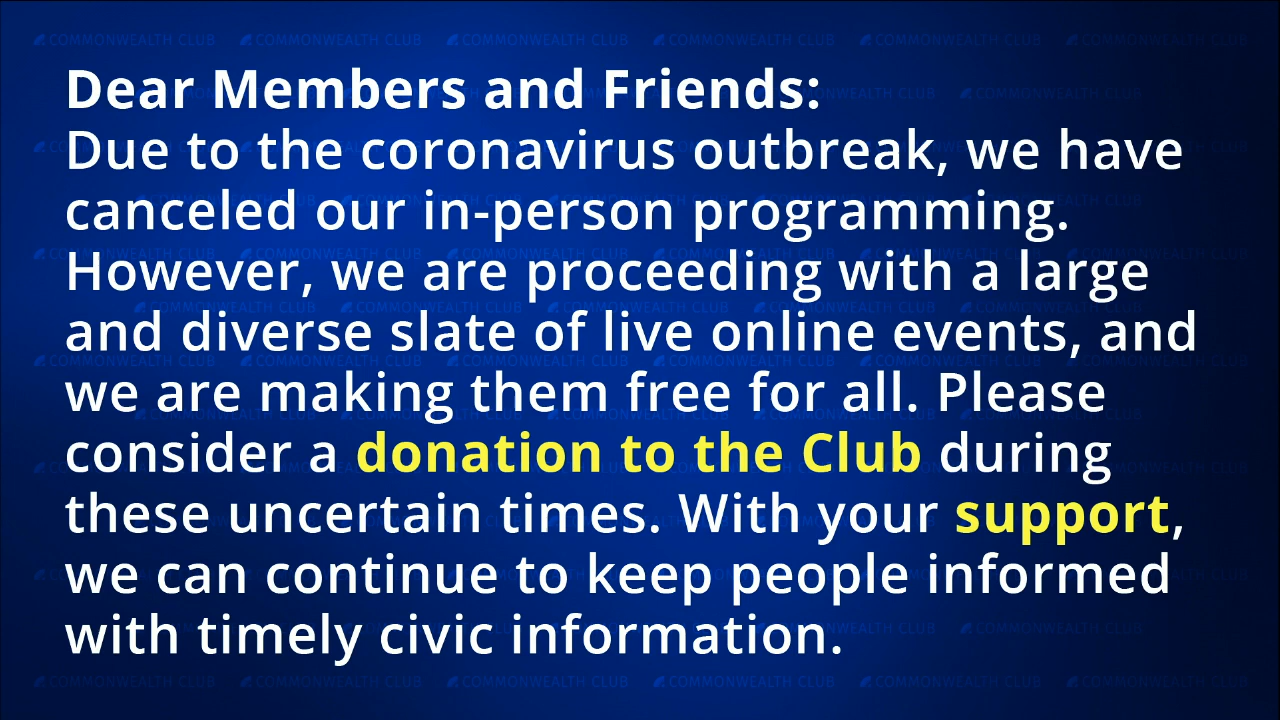 Dear Members and Friends:
Due to the coronavirus outbreak, we have
canceled our in-person programming.
However, we are proceeding with a large
and diverse slate of live online events, and
we are making them free for all. Please
consider a donation to the Club during
these uncertain times. With your support,
we can continue to keep people informed
with timely civic information.
COMMONWEALTH CLUB